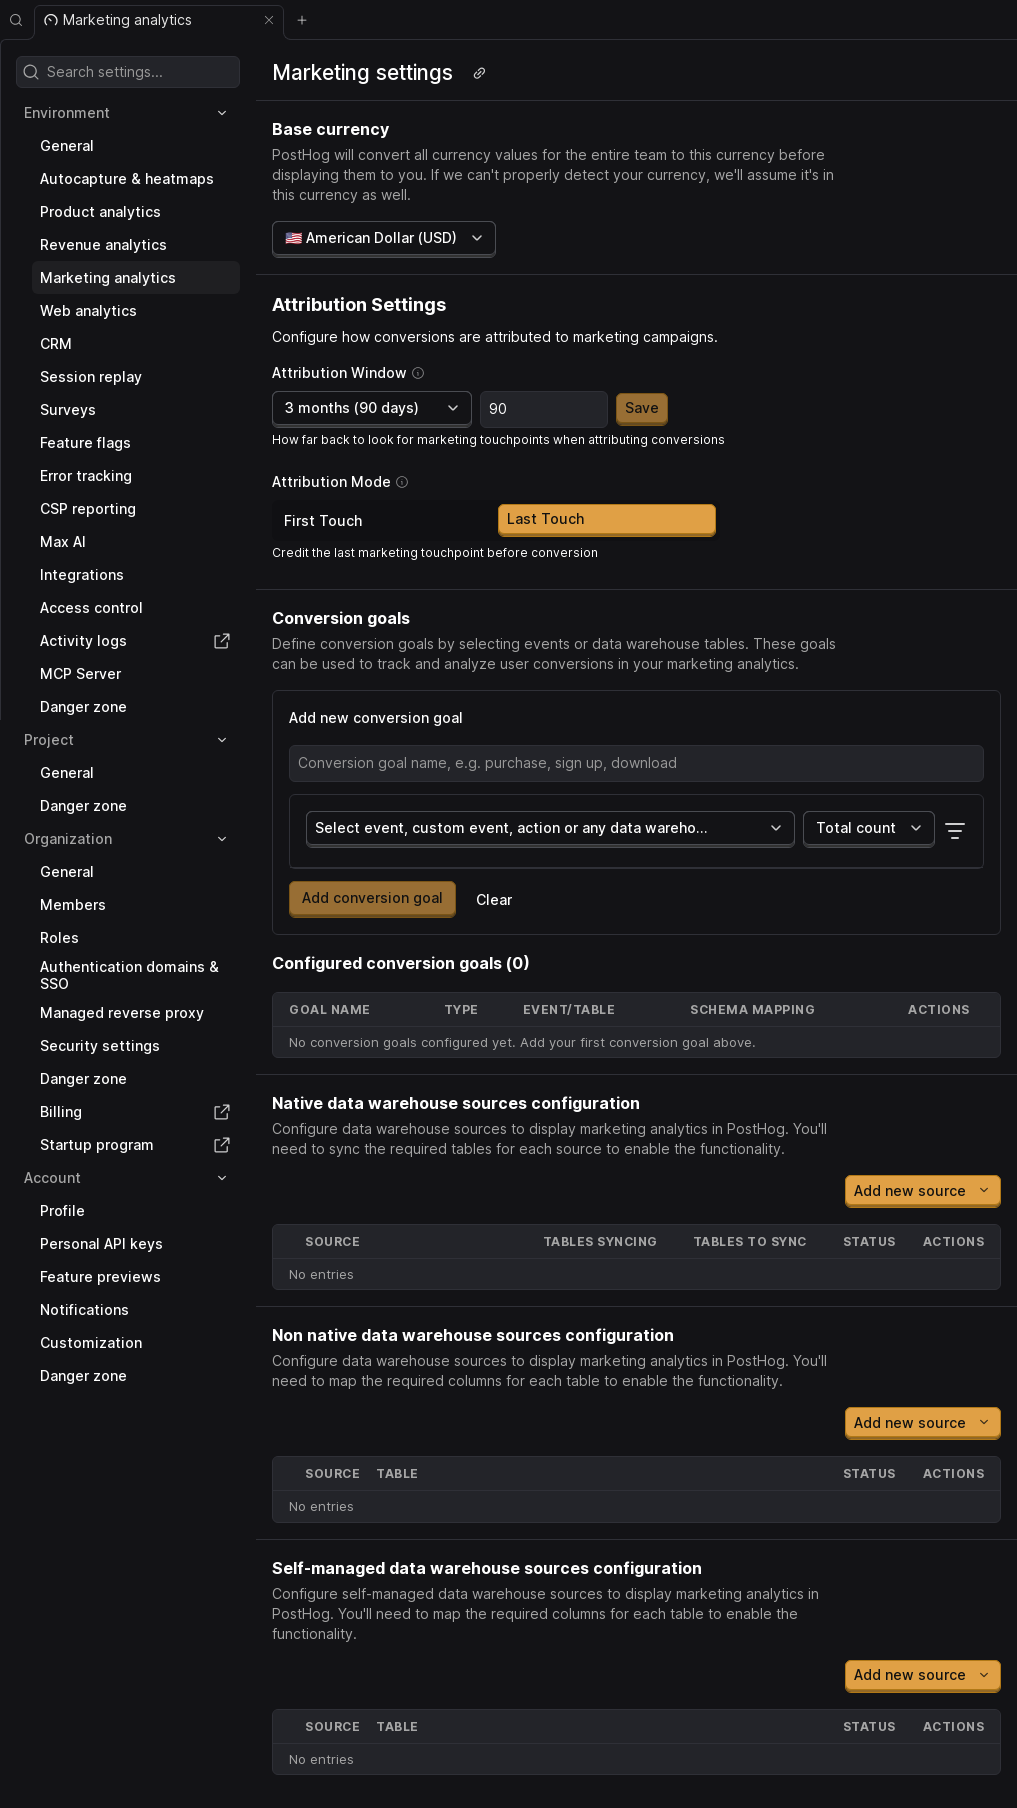 Marketing analytics
Search settings...
Environment
General
Autocapture & heatmaps
Product analytics
Revenue analytics
Marketing analytics
Web analytics
CRM
Session replay
Surveys
Feature flags
Error tracking
CSP reporting
Max AI
Integrations
Access control
Activity logs
MCP Server
Danger zone
Project
General
Danger zone
Organization
General
Members
Roles
Authentication domains &
SSO
Managed reverse proxy
Security settings
Danger zone
Billing
Startup program
Account
Profile
Personal API keys
Feature previews
Notifications
Customization
Danger zone
Marketing settings
Base currency
PostHog will convert all currency values for the entire team to this currency before
displaying them to you. If we can't properly detect your currency, we'll assume it's in
this currency as well.
🇺🇸 American Dollar (USD)
Attribution Settings
Configure how conversions are attributed to marketing campaigns.
Attribution Window
3 months (90 days) 90 Save
How far back to look for marketing touchpoints when attributing conversions
Attribution Mode
First Touch Last Touch
Credit the last marketing touchpoint before conversion
Conversion goals
Define conversion goals by selecting events or data warehouse tables. These goals
can be used to track and analyze user conversions in your marketing analytics.
Add new conversion goal
Conversion goal name, e.g. purchase, sign up, download
Select event, custom event, action or any data wareho... Total count
Add conversion goal Clear
Configured conversion goals (0)
GOAL NAME TYPE EVENT/TABLE SCHEMA MAPPING ACTIONS
No conversion goals configured yet. Add your first conversion goal above.
Native data warehouse sources configuration
Configure data warehouse sources to display marketing analytics in PostHog. You'll
need to sync the required tables for each source to enable the functionality.
Add new source
SOURCE TABLES SYNCING TABLES TO SYNC STATUS ACTIONS
No entries
Non native data warehouse sources configuration
Configure data warehouse sources to display marketing analytics in PostHog. You'll
need to map the required columns for each table to enable the functionality.
Add new source
SOURCE TABLE STATUS ACTIONS
No entries
Self-managed data warehouse sources configuration
Configure self-managed data warehouse sources to display marketing analytics in
PostHog. You'll need to map the required columns for each table to enable the
functionality.
Add new source
SOURCE TABLE STATUS ACTIONS
No entries